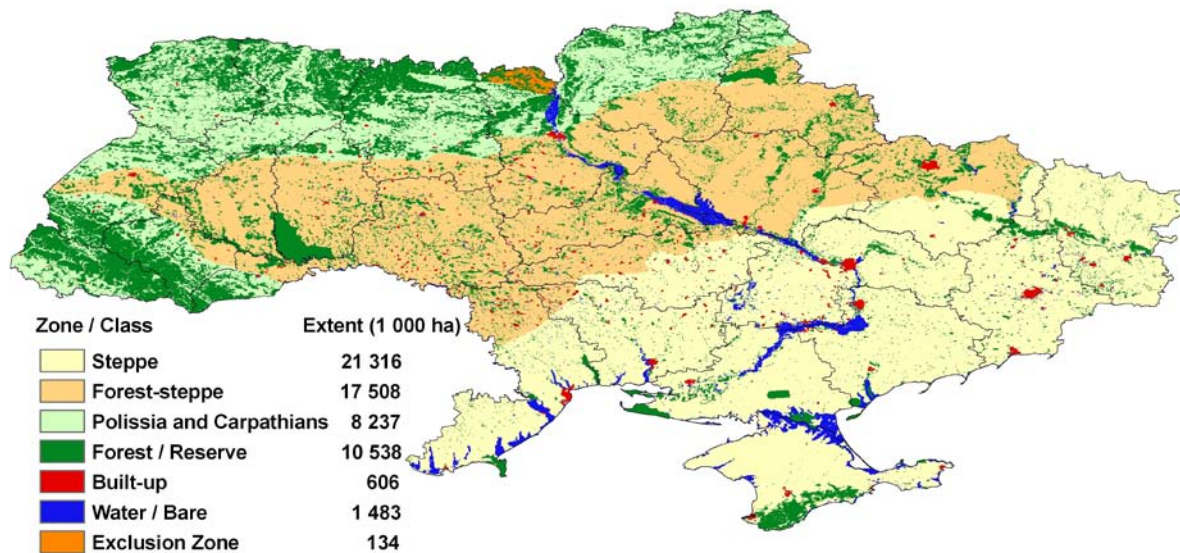 Zone / Class Extent (1 000 ha)
Steppe 21 316
Forest-steppe 17 508
Polissia and Carpathians 8 237
Forest / Reserve 10 538
Built-up 606
Water / Bare 1 483
Exclusion Zone 134